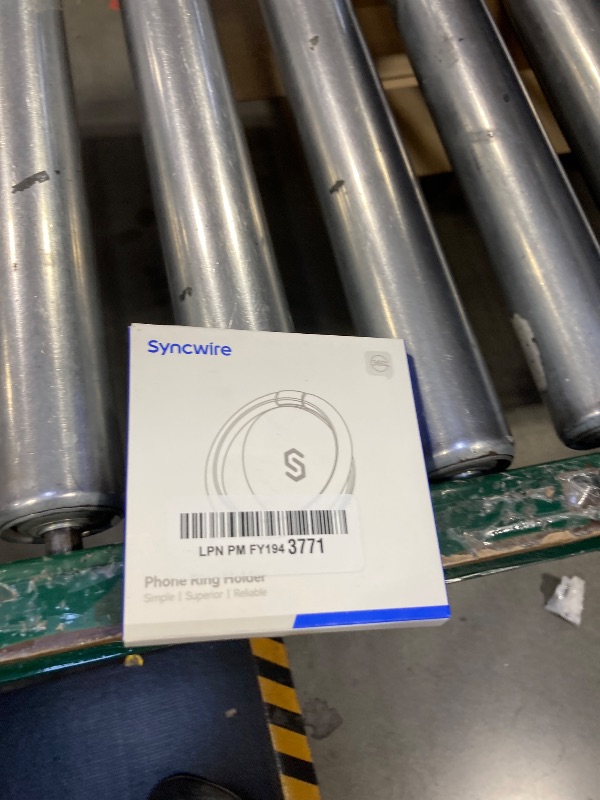 Syncwire
LPN PM FY194 3771
Phone Ring Holder
Simple | Superior | Reliable